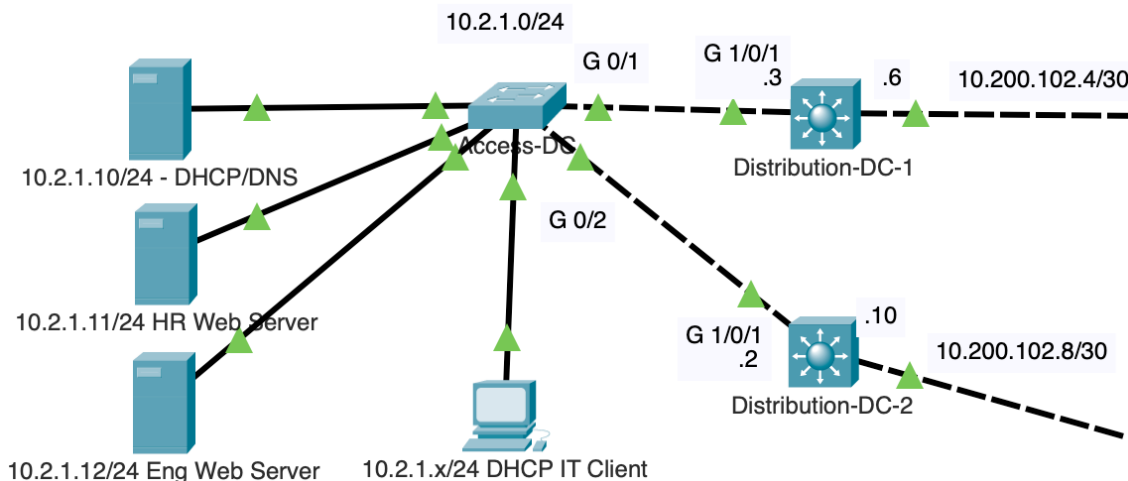 10.2.1.0/24
G 0/1
G 1/0/1
.3
.6
10.200.102.4/30
Access-DC
Distribution-DC-1
10.2.1.10/24 - DHCP/DNS
G 0/2
10.2.1.11/24 HR Web Server
G 1/0/1
.2
.10
10.200.102.8/30
Distribution-DC-2
10.2.1.12/24 Eng Web Server
10.2.1.x/24 DHCP IT Client